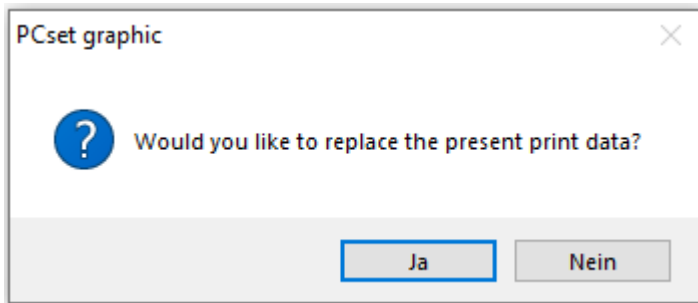 PCset graphic
Would you like to replace the present print data?
Ja
Nein